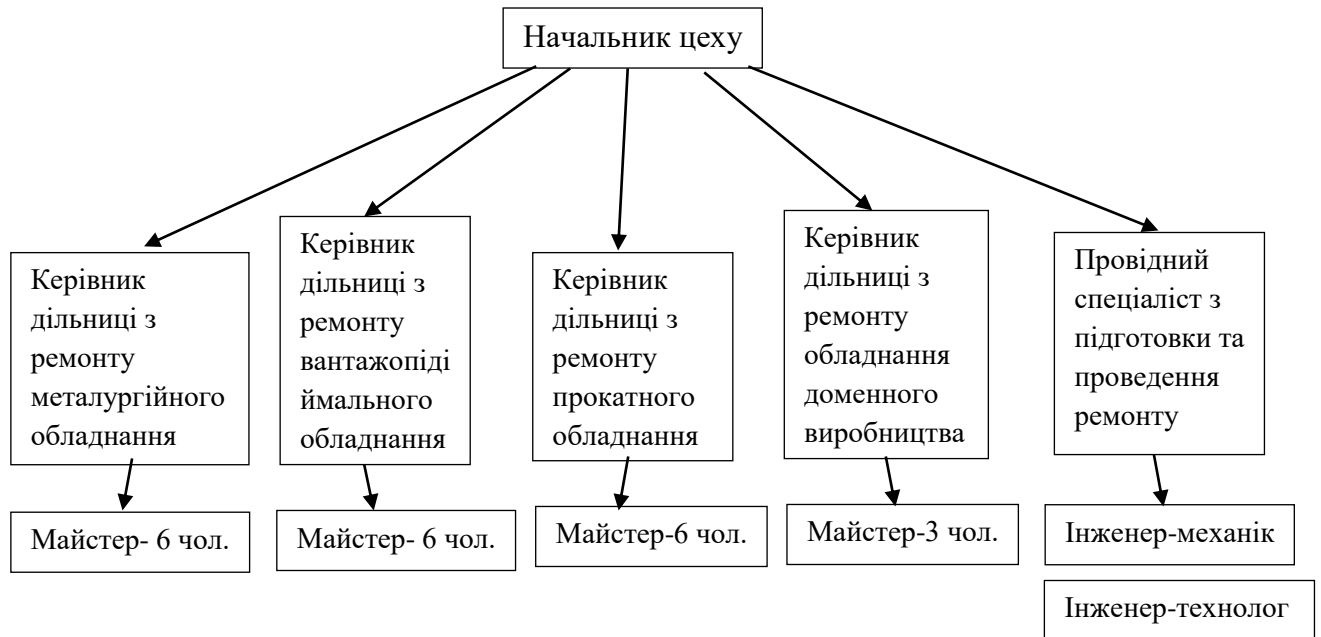 Начальник цеху
Керівник
дільниці з
ремонту
металургійного
обладнання
Керівник
дільниці з
ремонту
вантажопіді
ймального
обладнання
Керівник
дільниці з
ремонту
прокатного
обладнання
Керівник
дільниці з
ремонту
обладнання
доменного
виробництва
Провідний
спеціаліст з
підготовки та
проведення
ремонту
Майстер- 6 чол.
Майстер- 6 чол.
Майстер-6 чол.
Майстер-3 чол.
Інженер-механік
Інженер-технолог